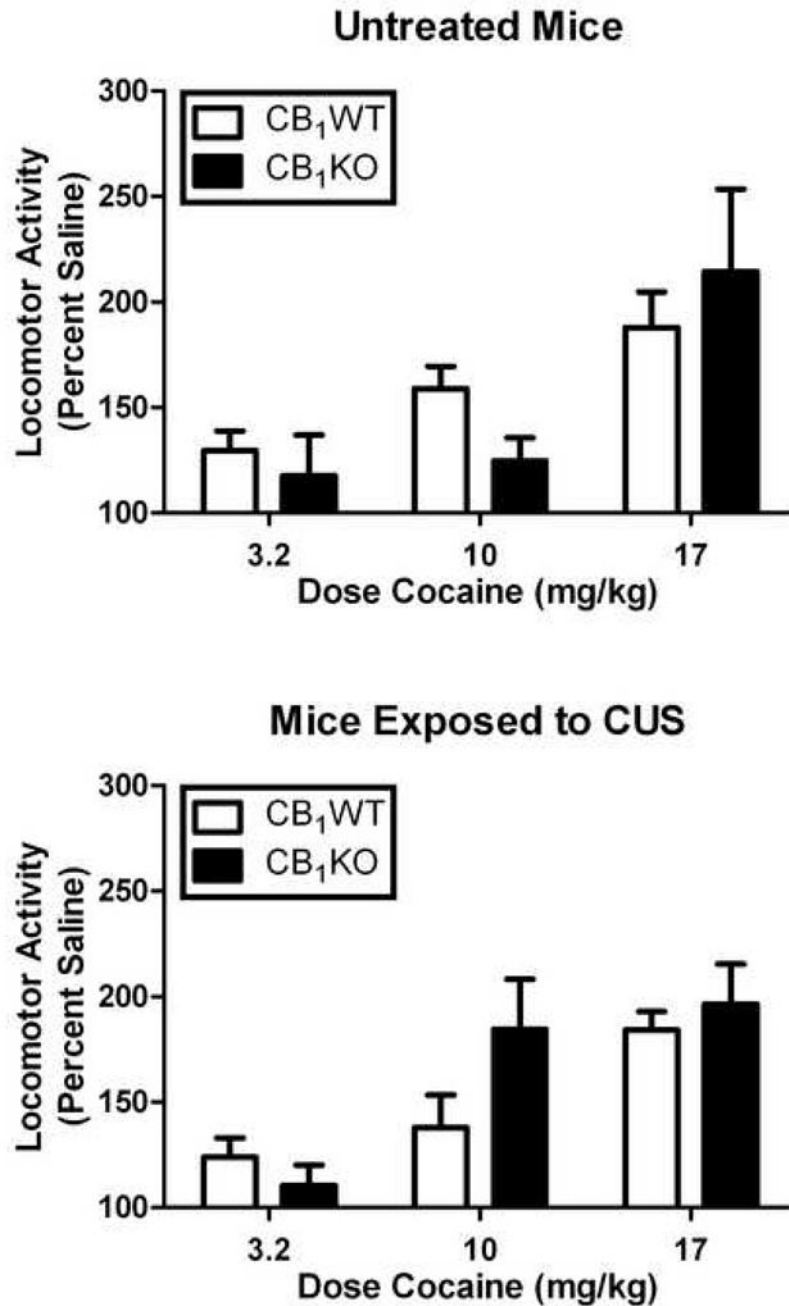 Untreated Mice
300
250
200
150
100
Locomotor Activity
(Percent Saline)
CB₁WT
CB₁KO
3.2 10 17
Dose Cocaine (mg/kg)
Mice Exposed to CUS
300
250
200
150
100
Locomotor Activity
(Percent Saline)
CB₁WT
CB₁KO
3.2 10 17
Dose Cocaine (mg/kg)